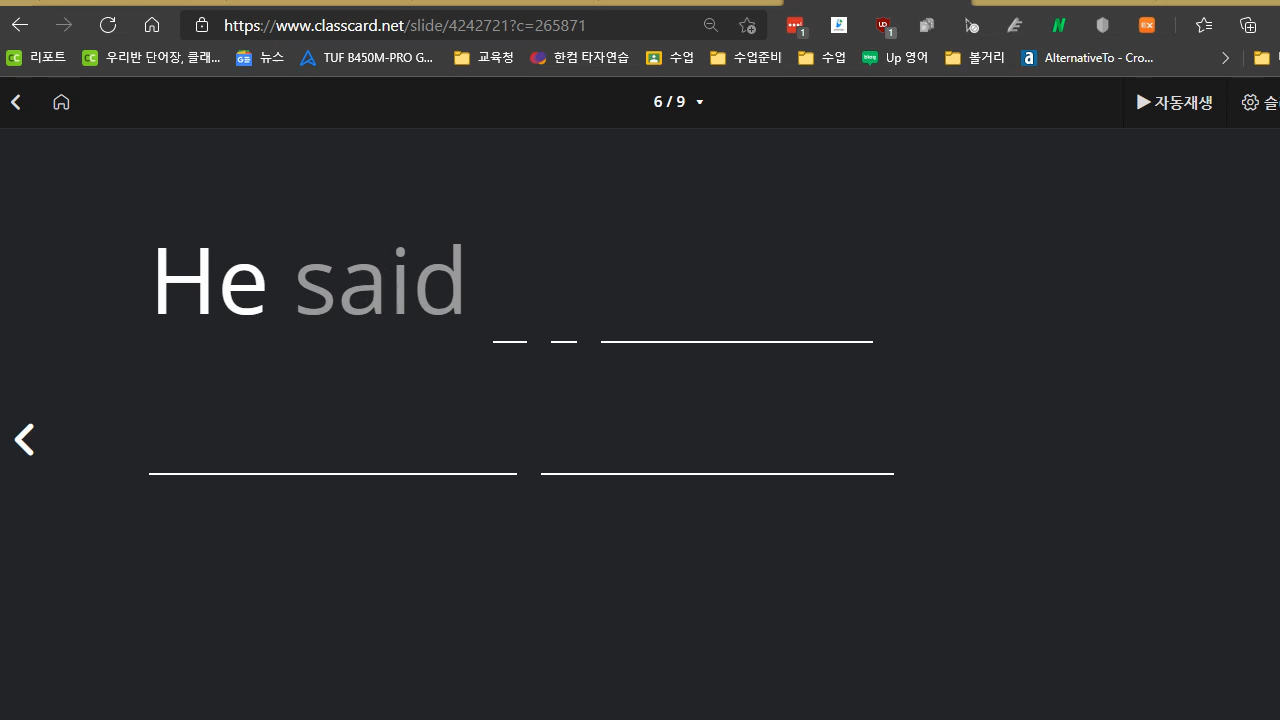 https://www.classcard.net/slide/4242721?c=265871
1
1
리포트
우리반 단어장, 클래...
뉴스
TUF B450M-PRO G...
교육청
한컴 타자연습
수업
수업준비
수업
Up 영어
볼거리
AlternativeTo - Cro...
6 / 9
자동재생
He said